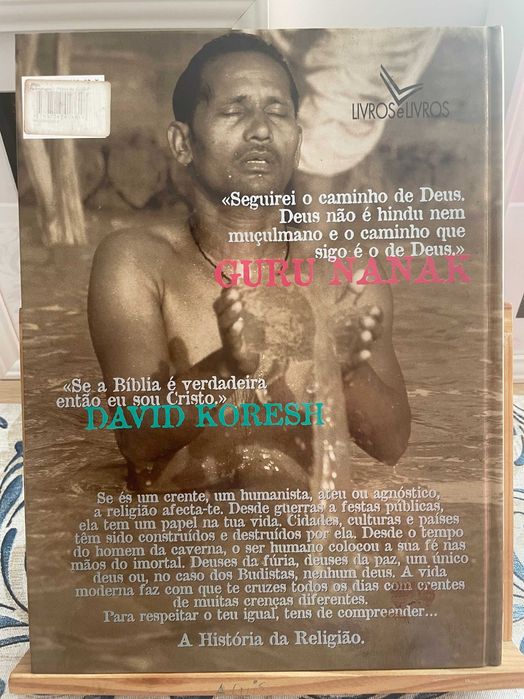 LIVROSeLIVROS
«Seguirei o caminho de Deus.
Deus não é hindu nem
muçulmano e o caminho que
sigo é o de Deus.»
GURU NANAK
«Se a Bíblia é verdadeira
então eu sou Cristo.»
DAVID KORESH
Se és um crente, um humanista, ateu ou agnóstico,
a religião afecta-te. Desde guerras a festas públicas,
ela tem um papel na tua vida. Cidades, culturas e países
têm sido construídos e destruídos por ela. Desde o tempo
do homem da caverna, o ser humano colocou a sua fé nas
mãos do imortal. Deuses da fúria, deuses da paz, um único
deus ou, no caso dos Budistas, nenhum deus. A vida
moderna faz com que te cruzes todos os dias com crentes
de muitas crenças diferentes.
Para respeitar o teu igual, tens de compreender...
A História da Religião.